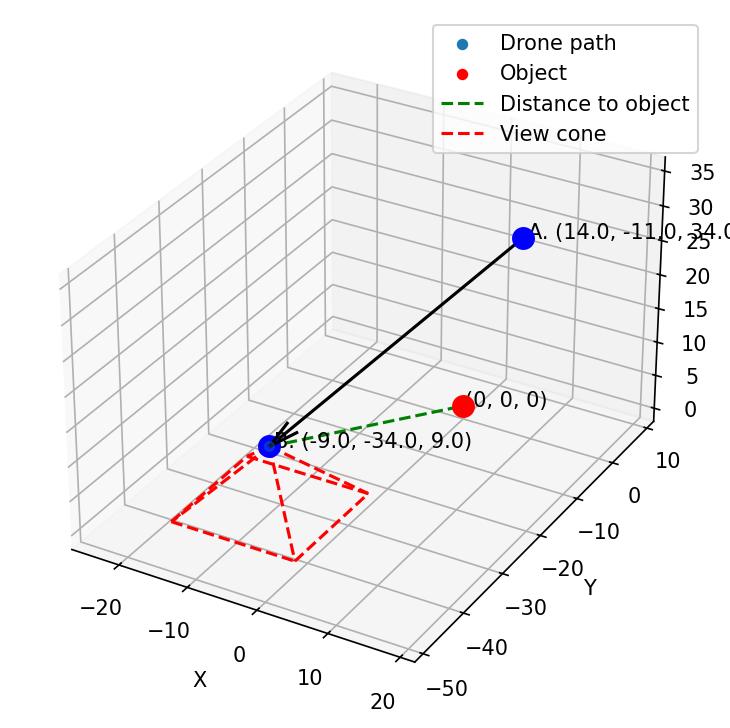 Drone path
Object
Distance to object
View cone
A. (14.0, -11.0, 34.0
(0, 0, 0)
B. (-9.0, -34.0, 9.0)
35
30
25
20
15
10
5
0
10
0
−10
−20
−30
−40
−50
Y
−20
−10
0
10
20
X